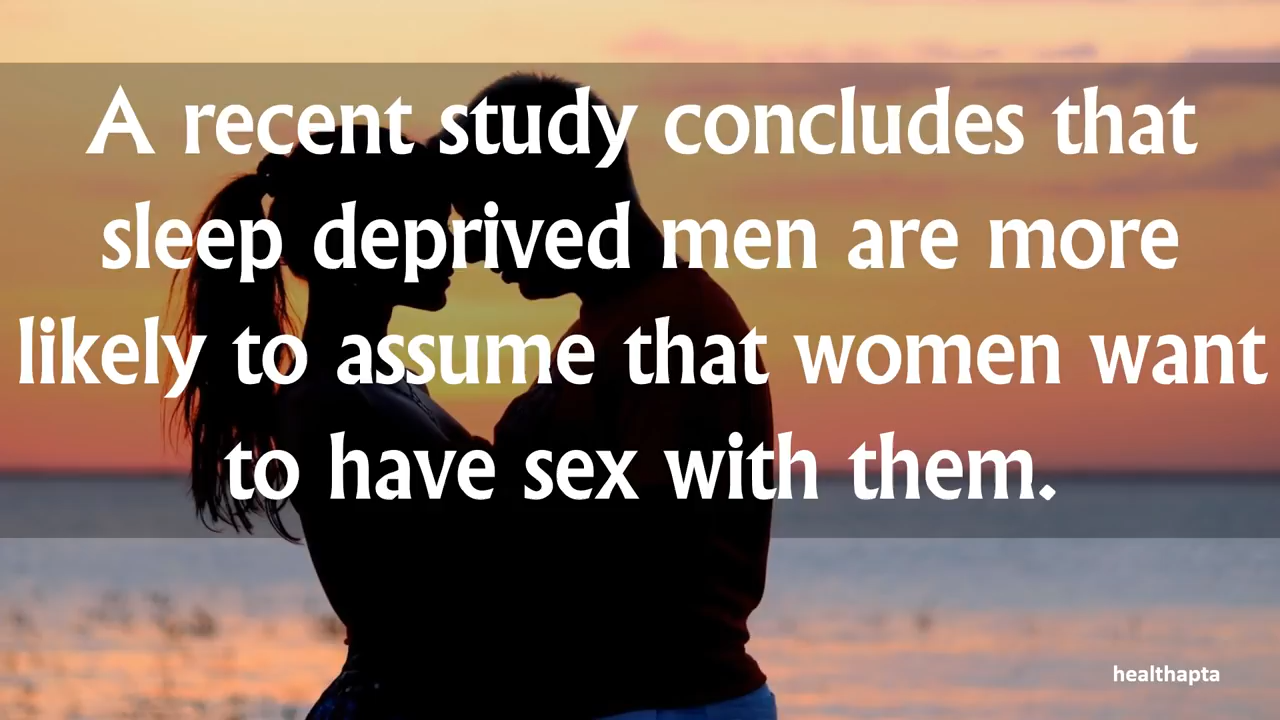 A recent study concludes that
sleep deprived men are more
likely to assume that women want
to have sex with them.
healthapta